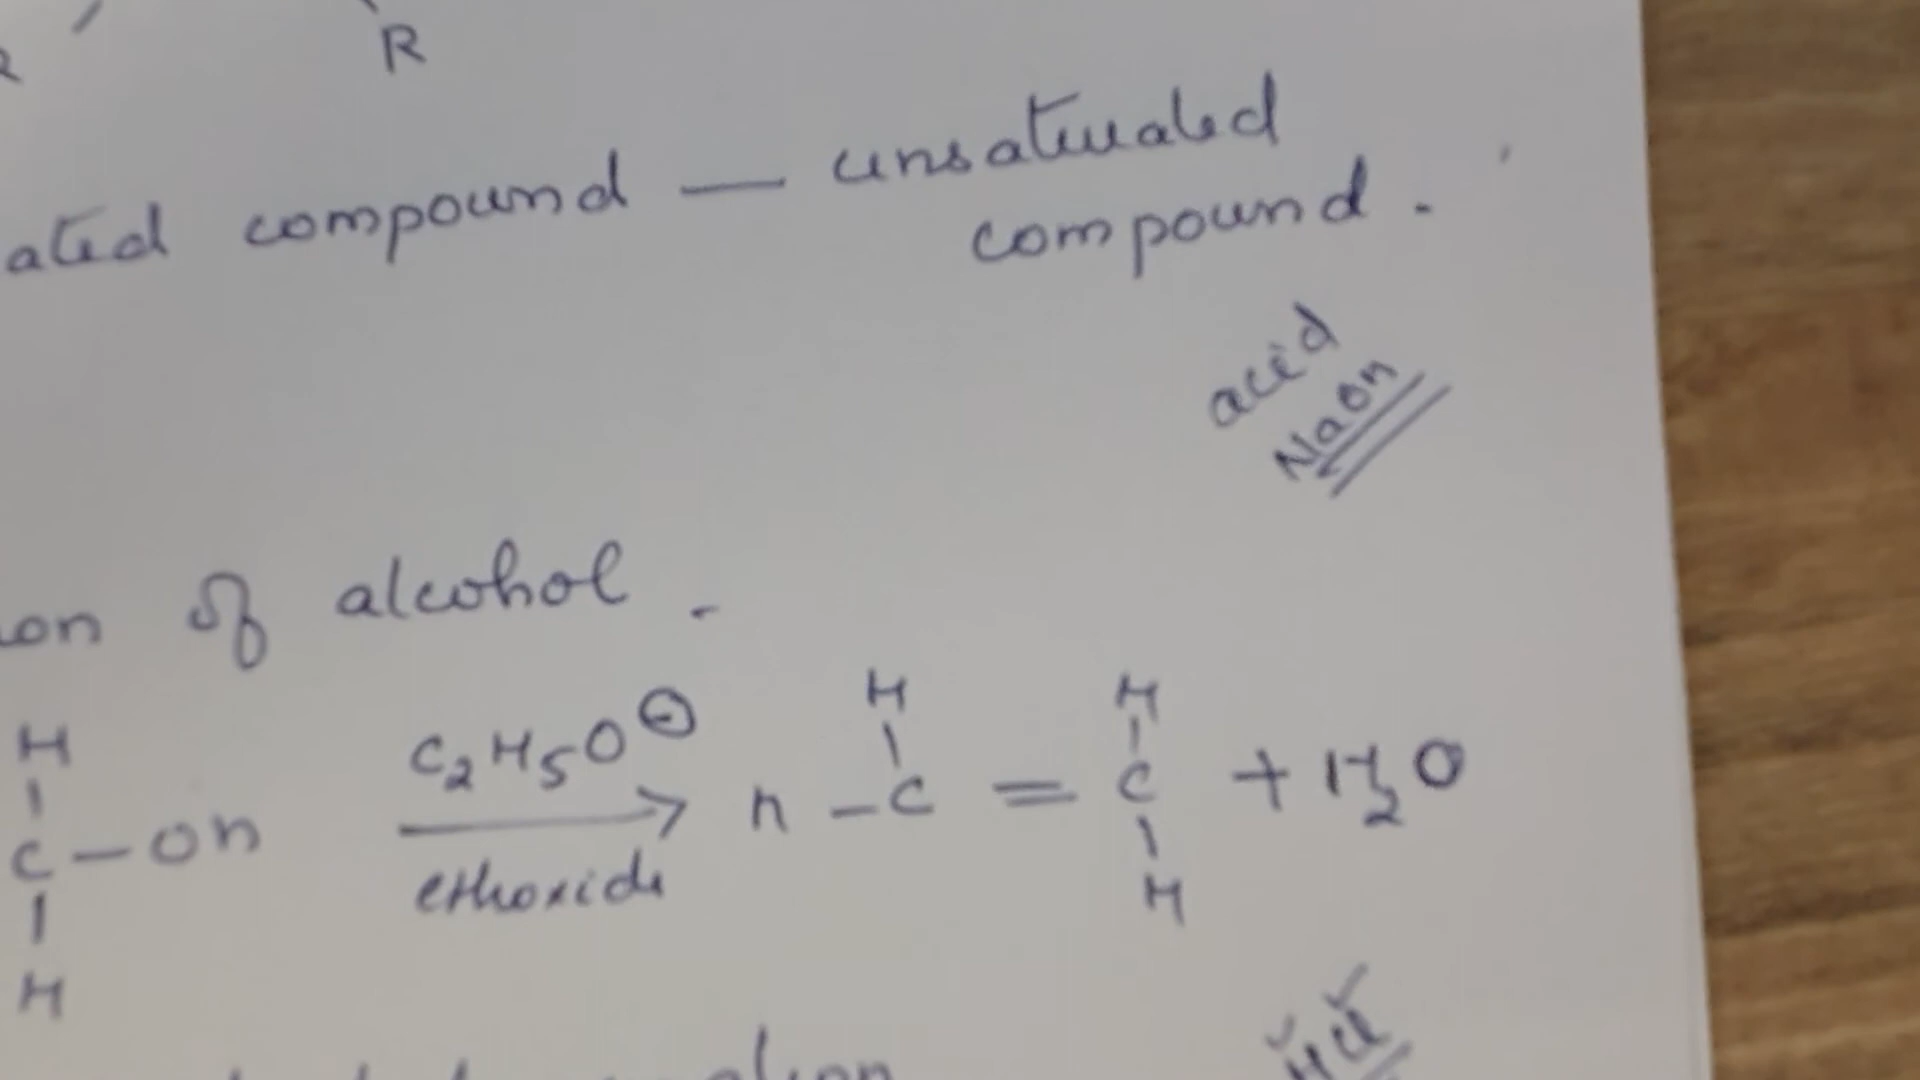 R
ated compound — unsaturated
compound.
acid
NaOH
on of alcohol.
H H H
C₂H₅O⊖
C — OH → H — C = C + H₂O
ethoxide
H H
HCl